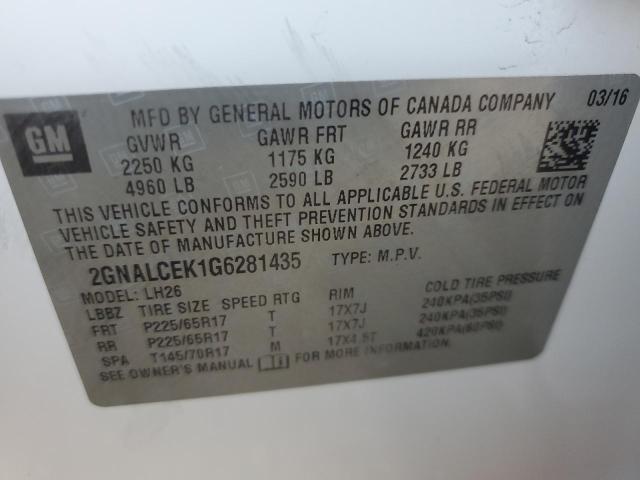 GM
MFD BY GENERAL MOTORS OF CANADA COMPANY 03/16
GVWR GAWR FRT GAWR RR
2250 KG 1175 KG 1240 KG
4960 LB 2590 LB 2733 LB
THIS VEHICLE CONFORMS TO ALL APPLICABLE U.S. FEDERAL MOTOR
VEHICLE SAFETY AND THEFT PREVENTION STANDARDS IN EFFECT ON
THE DATE OF MANUFACTURE SHOWN ABOVE.
2GNALCEK1G6281435 TYPE: M.P.V.
MODEL: LH26
LBBZ TIRE SIZE SPEED RTG RIM COLD TIRE PRESSURE
FRT P225/65R17 T 17X7J 240KPA(35PSI)
RR P225/65R17 T 17X7J 240KPA(35PSI)
SPA T145/70R17 M 17X4.5T 420KPA(60PSI)
SEE OWNER'S MANUAL FOR MORE INFORMATION.